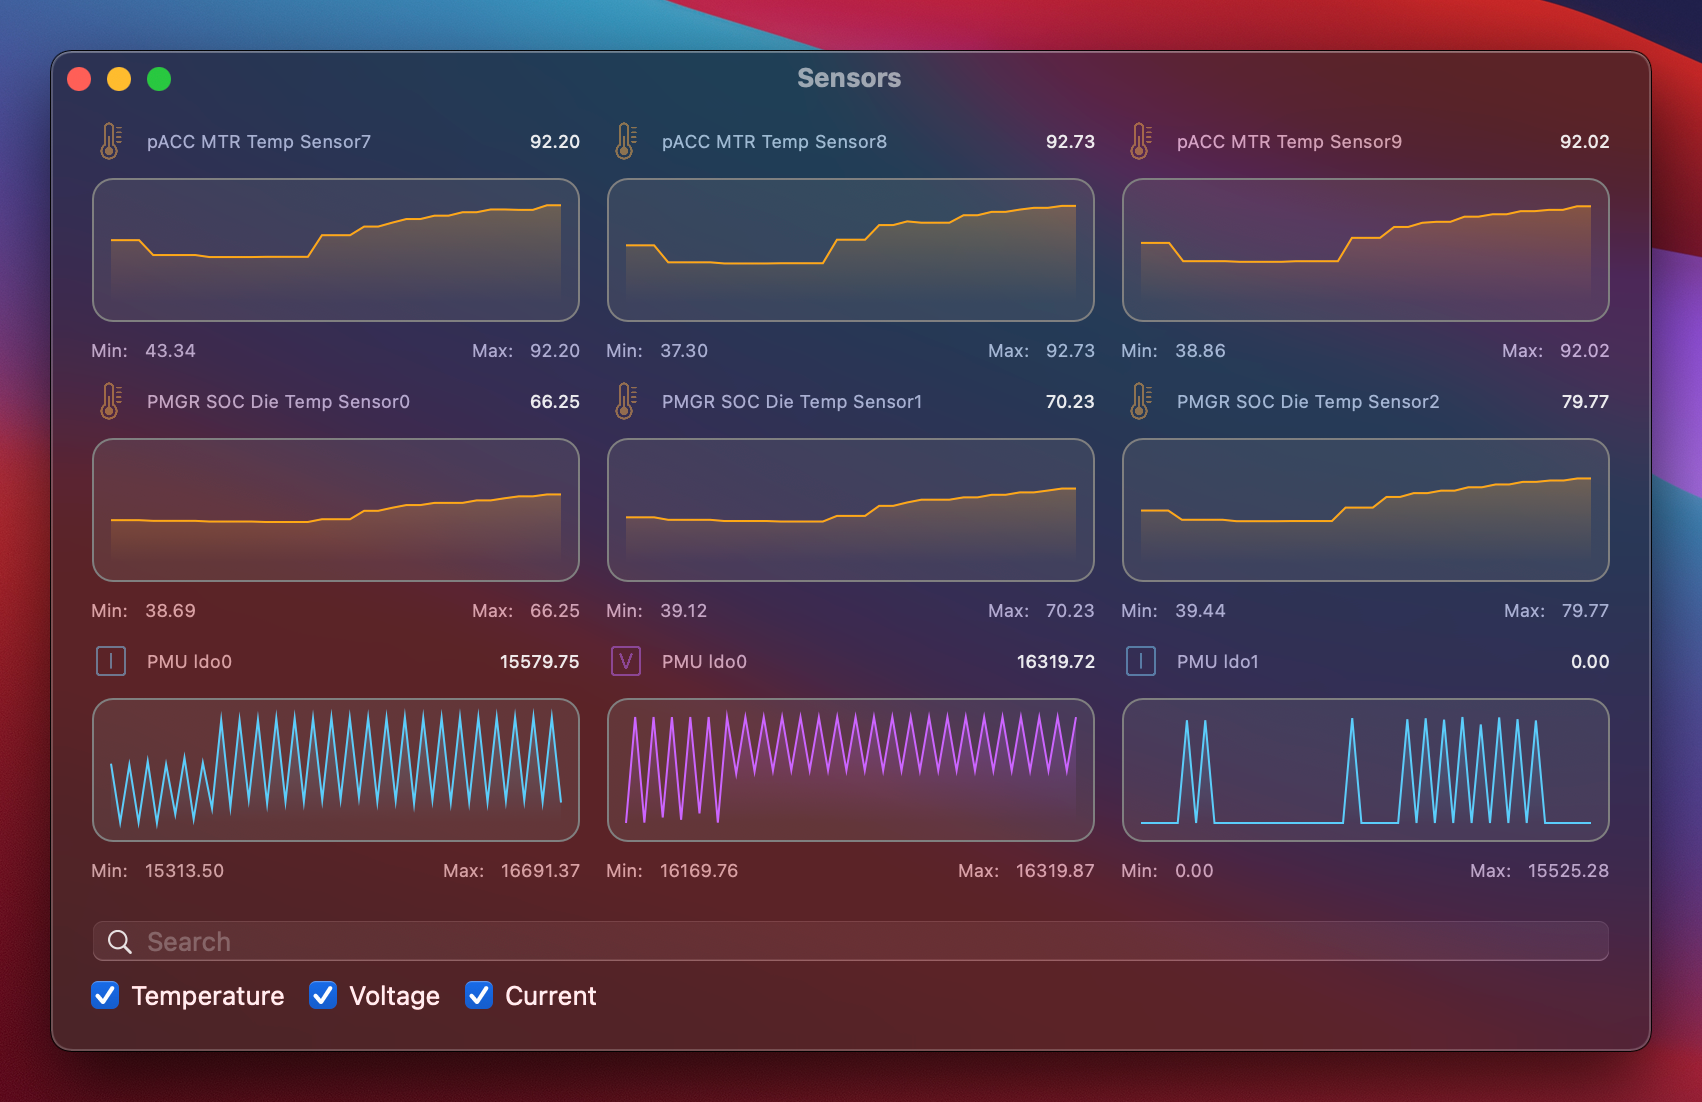 Sensors
pACC MTR Temp Sensor7 92.20 pACC MTR Temp Sensor8 92.73 pACC MTR Temp Sensor9 92.02
Min: 43.34 Max: 92.20 Min: 37.30 Max: 92.73 Min: 38.86 Max: 92.02
PMGR SOC Die Temp Sensor0 66.25 PMGR SOC Die Temp Sensor1 70.23 PMGR SOC Die Temp Sensor2 79.77
Min: 38.69 Max: 66.25 Min: 39.12 Max: 70.23 Min: 39.44 Max: 79.77
I PMU ldo0 15579.75 V PMU ldo0 16319.72 I PMU ldo1 0.00
Min: 15313.50 Max: 16691.37 Min: 16169.76 Max: 16319.87 Min: 0.00 Max: 15525.28
Search
Temperature Voltage Current